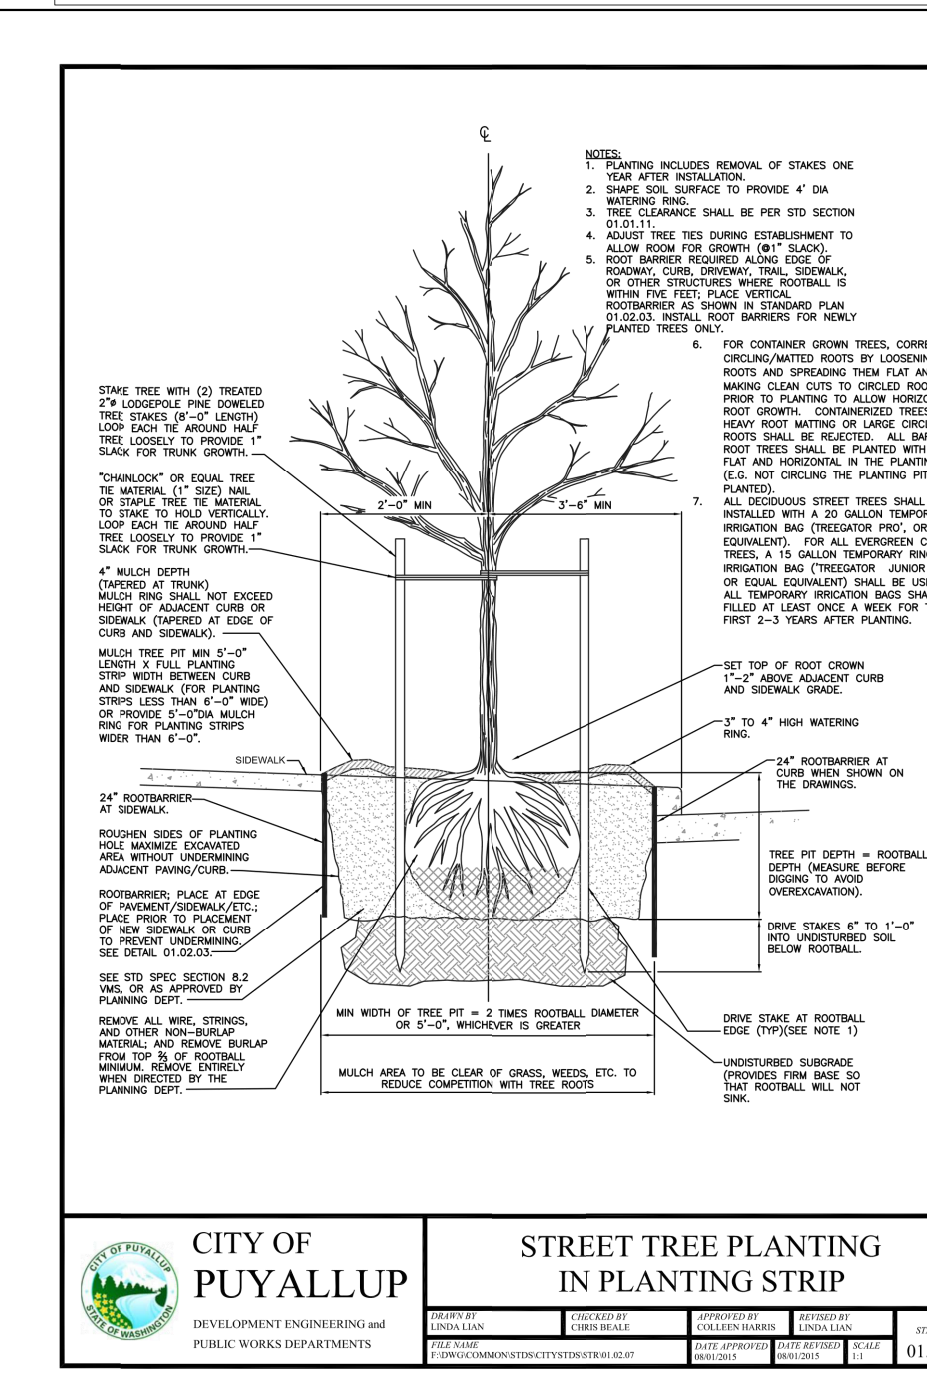 ℄
NOTES:
1. PLANTING INCLUDES REMOVAL OF STAKES ONE
YEAR AFTER INSTALLATION.
2. SHAPE SOIL SURFACE TO PROVIDE 4' DIA
WATERING RING.
3. TREE CLEARANCE SHALL BE PER STD SECTION
01.01.11.
4. ADJUST TREE TIES DURING ESTABLISHMENT TO
ALLOW ROOM FOR GROWTH (@1" SLACK).
5. ROOT BARRIER REQUIRED ALONG EDGE OF
ROADWAY, CURB, DRIVEWAY, TRAIL, SIDEWALK,
OR OTHER STRUCTURES WHERE ROOTBALL IS
WITHIN FIVE FEET; PLACE VERTICAL
ROOTBARRIER AS SHOWN IN STANDARD PLAN
01.02.03. INSTALL ROOT BARRIERS FOR NEWLY
PLANTED TREES ONLY.
6. FOR CONTAINER GROWN TREES,
CIRCLING/MATTED ROOTS BY
ROOTS AND SPREADING THEM FLAT
MAKING CLEAN CUTS TO CIRCLED
PRIOR TO PLANTING TO ALLOW
ROOT GROWTH. CONTAINERIZED TREES
HEAVY ROOT MATTING OR LARGE
ROOTS SHALL BE REJECTED. ALL
ROOT TREES SHALL BE PLANTED WITH
FLAT AND HORIZONTAL IN THE
(E.G. NOT CIRCLING THE PLANTING PIT
PLANTED).
7. ALL DECIDUOUS STREET TREES SHALL
INSTALLED WITH A 20 GALLON
IRRIGATION BAG (TREEGATOR PRO', OR
EQUIVALENT). FOR ALL EVERGREEN
TREES, A 15 GALLON TEMPORARY
IRRIGATION BAG ('TREEGATOR JUNIOR
OR EQUAL EQUIVALENT) SHALL BE
ALL TEMPORARY IRRICATION BAGS
FILLED AT LEAST ONCE A WEEK FOR
FIRST 2-3 YEARS AFTER PLANTING.
STAKE TREE WITH (2) TREATED
2"ø LODGEPOLE PINE DOWELED
TREE STAKES (8'-0" LENGTH)
LOOP EACH TIE AROUND HALF
TREE LOOSELY TO PROVIDE 1"
SLACK FOR TRUNK GROWTH.
"CHAINLOCK" OR EQUAL TREE
TIE MATERIAL (1" SIZE) NAIL
OR STAPLE TREE TIE MATERIAL
TO STAKE TO HOLD VERTICALLY.
LOOP EACH TIE AROUND HALF
TREE LOOSELY TO PROVIDE 1"
SLACK FOR TRUNK GROWTH.
4" MULCH DEPTH
(TAPERED AT TRUNK)
MULCH RING SHALL NOT EXCEED
HEIGHT OF ADJACENT CURB OR
SIDEWALK (TAPERED AT EDGE OF
CURB AND SIDEWALK).
MULCH TREE PIT MIN 5'-0"
LENGTH X FULL PLANTING
STRIP WIDTH BETWEEN CURB
AND SIDEWALK (FOR PLANTING
STRIPS LESS THAN 6'-0" WIDE)
OR PROVIDE 5'-0"DIA MULCH
RING FOR PLANTING STRIPS
WIDER THAN 6'-0".
SIDEWALK
24" ROOTBARRIER
AT SIDEWALK.
ROUGHEN SIDES OF PLANTING
HOLE MAXIMIZE EXCAVATED
AREA WITHOUT UNDERMINING
ADJACENT PAVING/CURB.
ROOTBARRIER; PLACE AT EDGE
OF PAVEMENT/SIDEWALK/ETC.;
PLACE PRIOR TO PLACEMENT
OF NEW SIDEWALK OR CURB
TO PREVENT UNDERMINING.
SEE DETAIL 01.02.03.
SEE STD SPEC SECTION 8.2
VMS, OR AS APPROVED BY
PLANNING DEPT.
REMOVE ALL WIRE, STRINGS,
AND OTHER NON-BURLAP
MATERIAL; AND REMOVE BURLAP
FROM TOP ⅔ OF ROOTBALL
MINIMUM. REMOVE ENTIRELY
WHEN DIRECTED BY THE
PLANNING DEPT.
2'-0" MIN
3'-6" MIN
SET TOP OF ROOT CROWN
1"-2" ABOVE ADJACENT CURB
AND SIDEWALK GRADE.
3" TO 4" HIGH WATERING
RING.
24" ROOTBARRIER AT
CURB WHEN SHOWN ON
THE DRAWINGS.
TREE PIT DEPTH = ROOTBALL
DEPTH (MEASURE BEFORE
DIGGING TO AVOID
OVEREXCAVATION).
DRIVE STAKES 6" TO 1'-0"
INTO UNDISTURBED SOIL
BELOW ROOTBALL.
DRIVE STAKE AT ROOTBALL
EDGE (TYP)(SEE NOTE 1)
UNDISTURBED SUBGRADE
(PROVIDES FIRM BASE SO
THAT ROOTBALL WILL NOT
SINK.
MIN WIDTH OF TREE PIT = 2 TIMES ROOTBALL DIAMETER
OR 5'-0", WHICHEVER IS GREATER
MULCH AREA TO BE CLEAR OF GRASS, WEEDS, ETC. TO
REDUCE COMPETITION WITH TREE ROOTS
CITY OF PUYALLUP
STATE OF WASHINGTON
CITY OF
PUYALLUP
DEVELOPMENT ENGINEERING and
PUBLIC WORKS DEPARTMENTS
STREET TREE PLANTING
IN PLANTING STRIP
DRAWN BY
LINDA LIAN
CHECKED BY
CHRIS BEALE
APPROVED BY
COLLEEN HARRIS
REVISED BY
LINDA LIAN
FILE NAME
F:\DWG\COMMON\STDS\CITYSTDS\STR\01.02.07
DATE APPROVED
08/01/2015
DATE REVISED
08/01/2015
SCALE
1:1